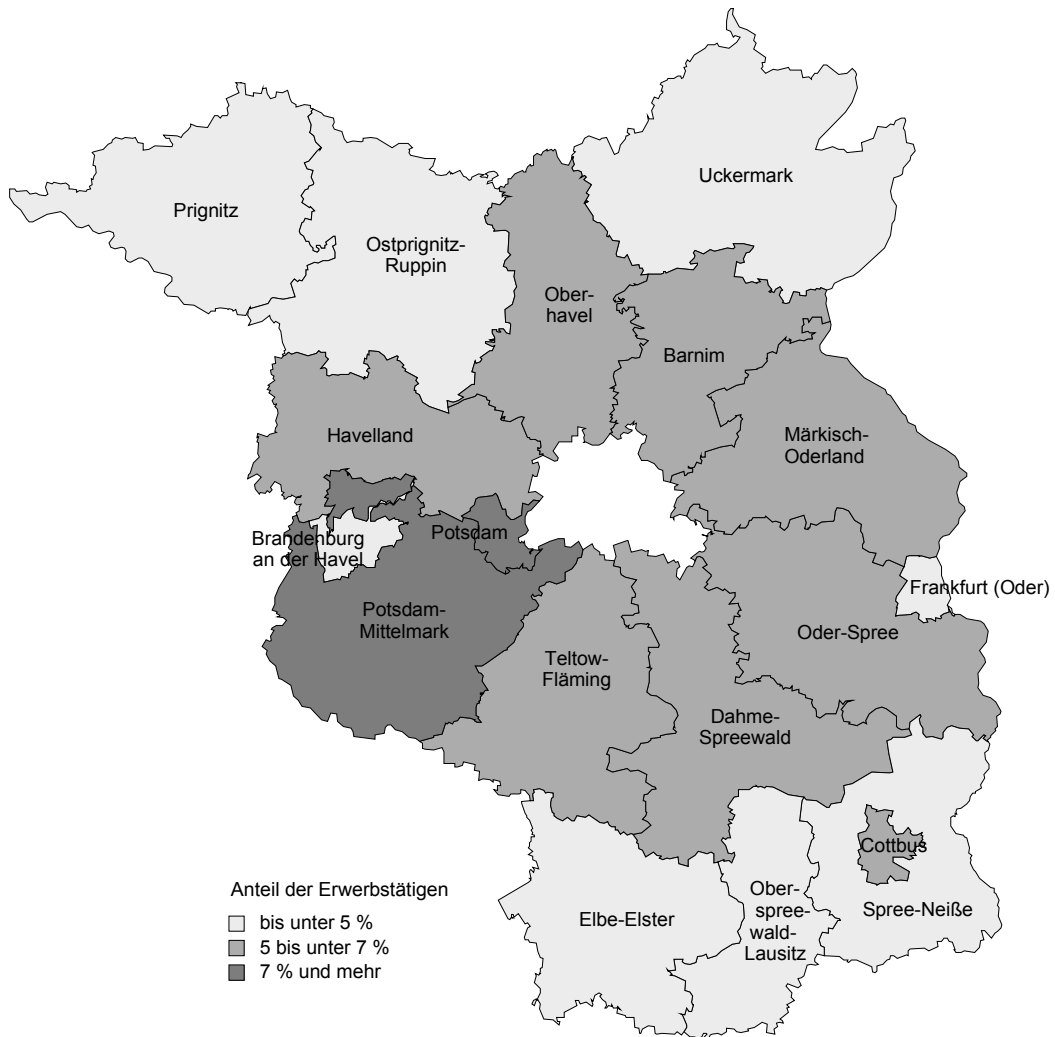 Uckermark
Prignitz
Ostprignitz-
Ruppin
Ober-
havel
Barnim
Havelland
Märkisch-
Oderland
Potsdam
Brandenburg
an der Havel
Frankfurt (Oder)
Potsdam-
Mittelmark
Oder-Spree
Teltow-
Fläming
Dahme-
Spreewald
Cottbus
Anteil der Erwerbstätigen
bis unter 5 %
5 bis unter 7 %
7 % und mehr
Elbe-Elster
Ober-
spree-
wald-
Lausitz
Spree-Neiße